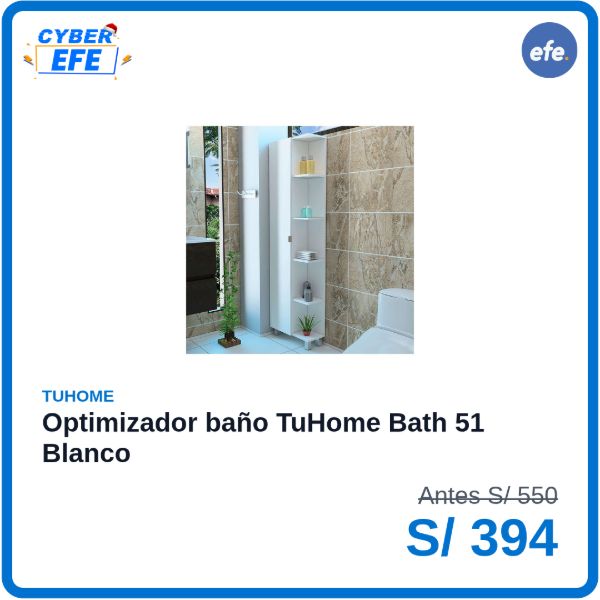 CYBER
EFE
efe.
TUHOME
Optimizador baño TuHome Bath 51
Blanco
Antes S/ 550
S/ 394